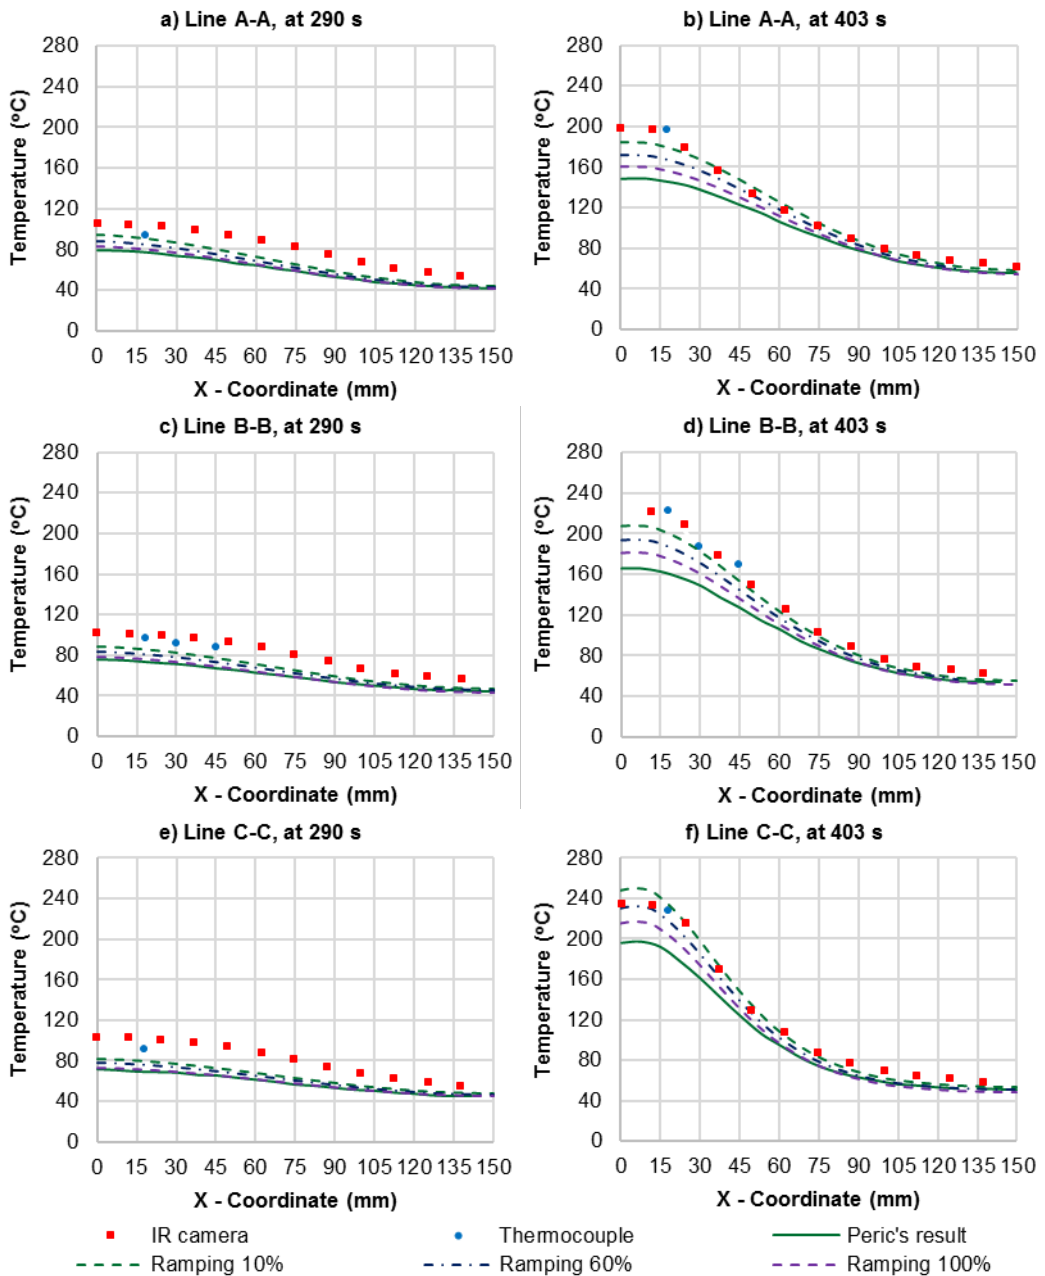 a) Line A-A, at 290 s
280
240
200
160
120
80
40
0
Temperature (ºC)
0 15 30 45 60 75 90 105 120 135 150
X - Coordinate (mm)
b) Line A-A, at 403 s
280
240
200
160
120
80
40
0
Temperature (ºC)
0 15 30 45 60 75 90 105 120 135 150
X - Coordinate (mm)
c) Line B-B, at 290 s
280
240
200
160
120
80
40
0
Temperature (ºC)
0 15 30 45 60 75 90 105 120 135 150
X - Coordinate (mm)
d) Line B-B, at 403 s
280
240
200
160
120
80
40
0
Temperature (ºC)
0 15 30 45 60 75 90 105 120 135 150
X - Coordinate (mm)
e) Line C-C, at 290 s
280
240
200
160
120
80
40
0
Temperature (ºC)
0 15 30 45 60 75 90 105 120 135 150
X - Coordinate (mm)
f) Line C-C, at 403 s
280
240
200
160
120
80
40
0
Temperature (ºC)
0 15 30 45 60 75 90 105 120 135 150
X - Coordinate (mm)
IR camera Thermocouple Peric's result
Ramping 10% Ramping 60% Ramping 100%